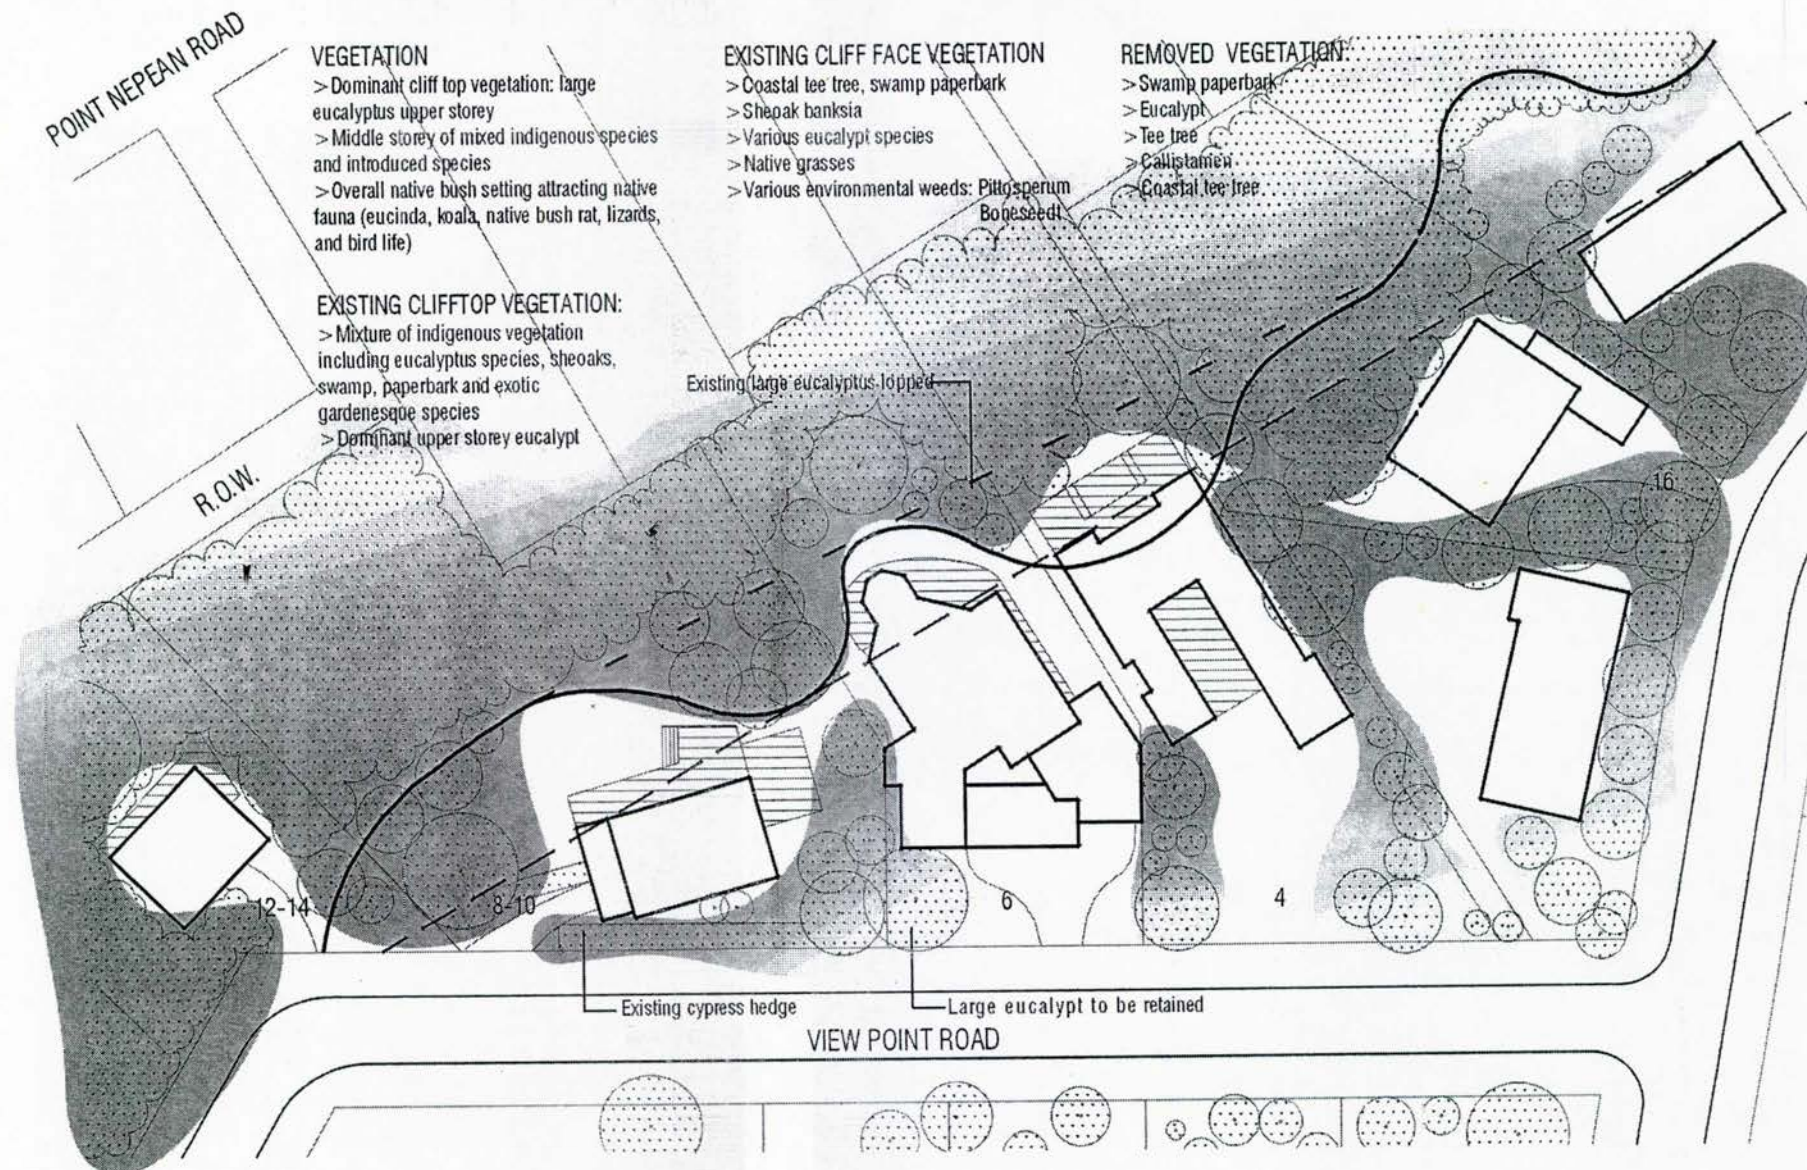 POINT NEPEAN ROAD
VEGETATION
>Dominant cliff top vegetation: large
eucalyptus upper storey
>Middle storey of mixed indigenous species
and introduced species
>Overall native bush setting attracting native
fauna (eucinda, koala, native bush rat, lizards,
and bird life)
EXISTING CLIFF FACE VEGETATION
>Coastal tee tree, swamp paperbark
>Sheoak banksia
>Various eucalypt species
>Native grasses
>Various environmental weeds: Pittosperum
Boneseedt
REMOVED VEGETATION:
>Swamp paperbark
>Eucalypt
>Tee tree
>Callistamen
>Coastal tee tree
EXISTING CLIFFTOP VEGETATION:
>Mixture of indigenous vegetation
including eucalyptus species, sheoaks,
swamp, paperbark and exotic
gardenesque species
>Dominant upper storey eucalypt
Existing large eucalyptus lopped
R.O.W.
16
12-14
8-10
6
4
Existing cypress hedge
Large eucalypt to be retained
VIEW POINT ROAD